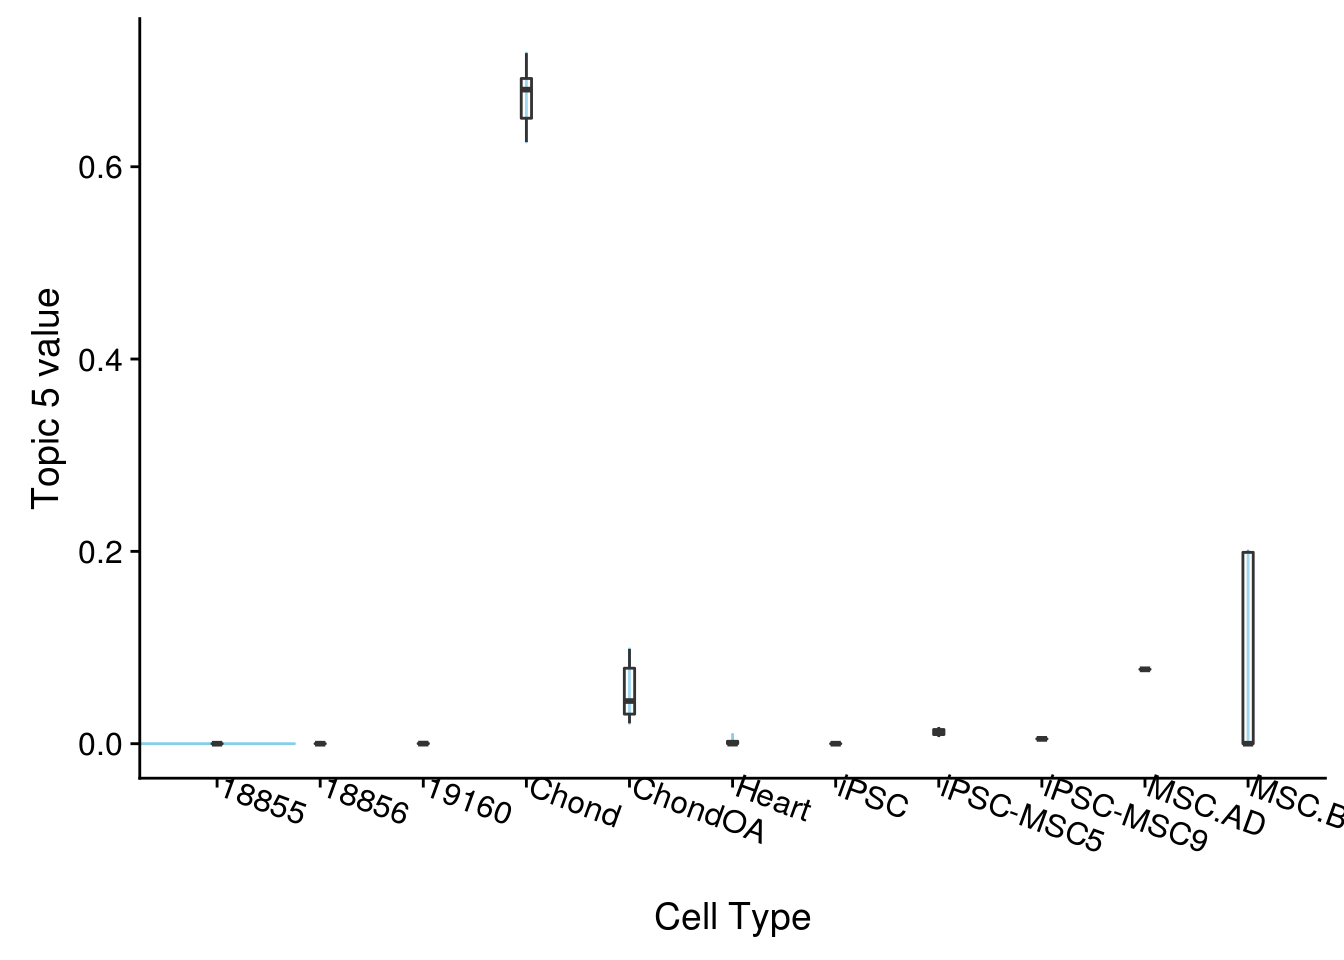 Topic 5 value
0.6
0.4
0.2
0.0
18855
18856
19160
Chond
ChondOA
Heart
iPSC
iPSC-MSC5
iPSC-MSC9
MSC.AD
MSC.B
Cell Type